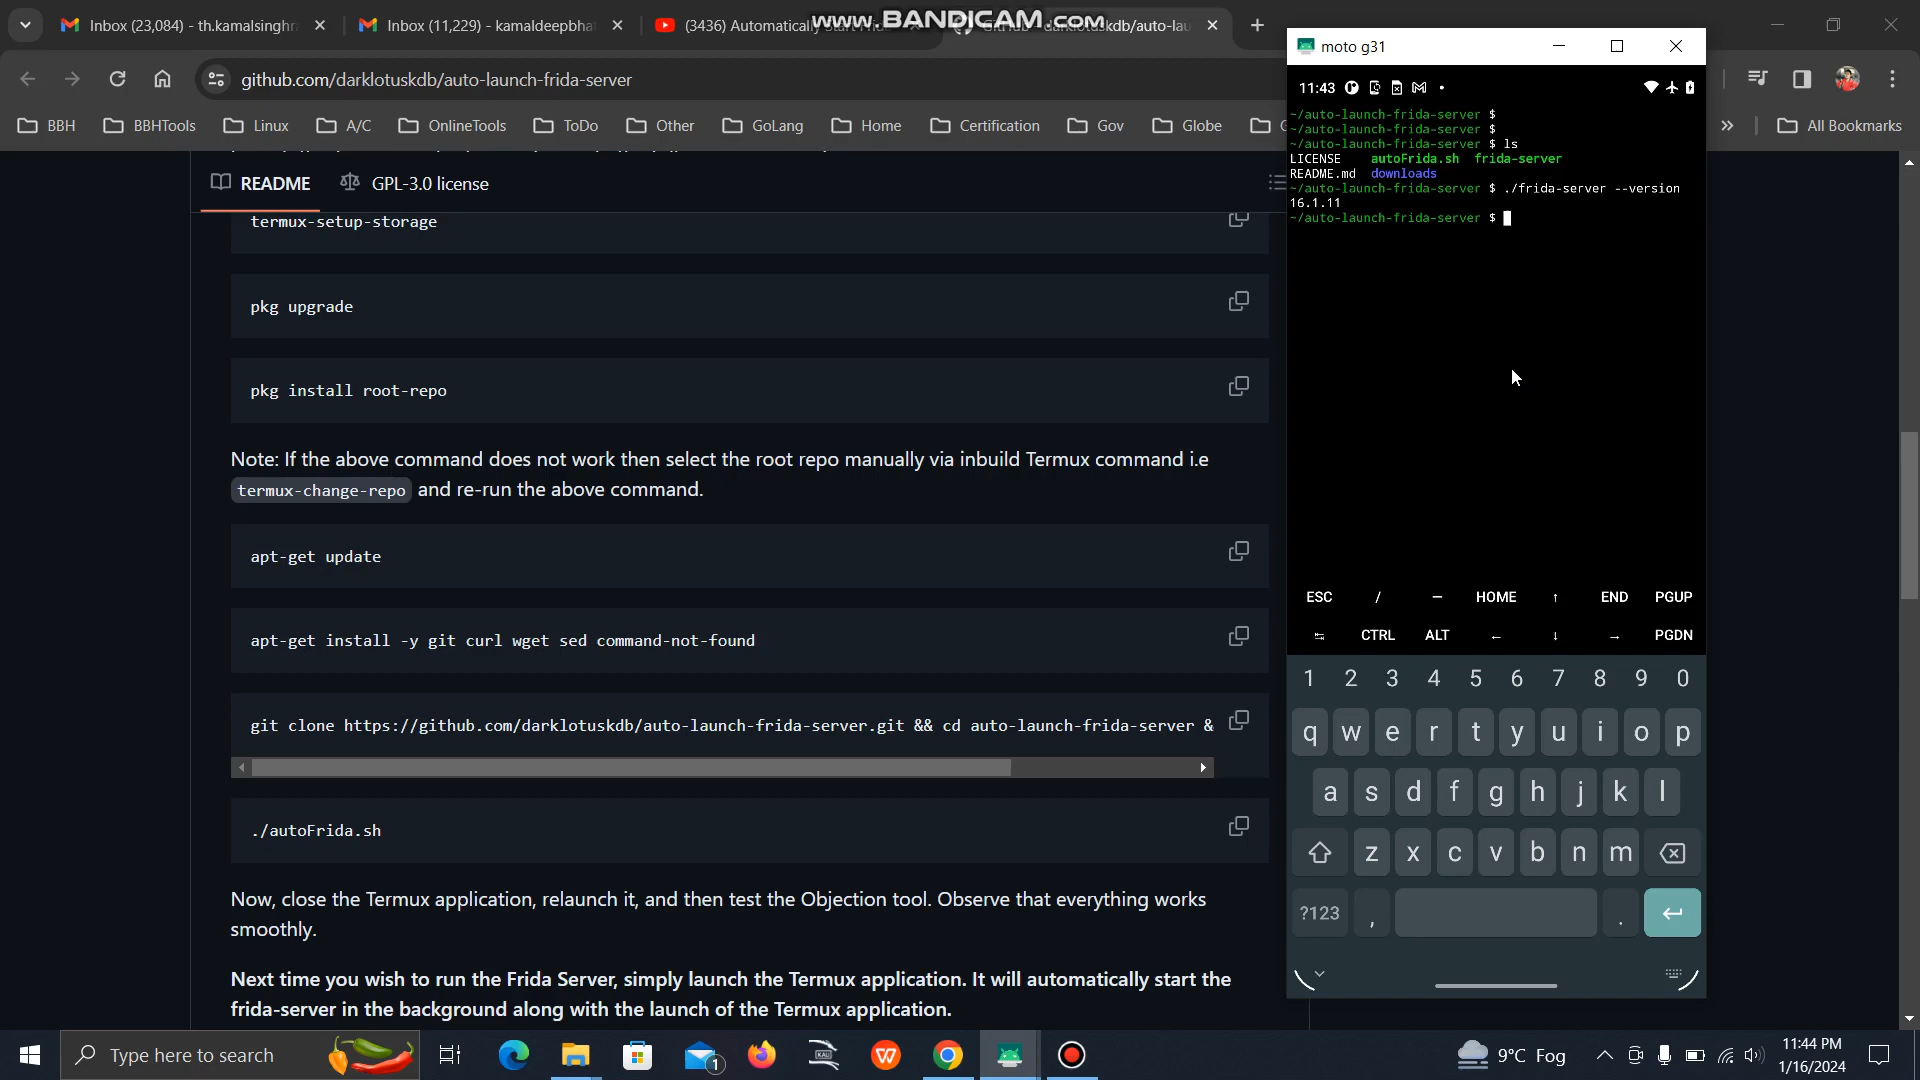 Inbox (23,084) - th.kamalsinghr
Inbox (11,229) - kamaldeepbha
(3436) Automatically
www.BANDICAM.com
github.com/darklotuskdb/auto-launch-frida-server
BBH
BBHTools
Linux
A/C
OnlineTools
ToDo
Other
GoLang
Home
Certification
Gov
Globe
»
All Bookmarks
README
GPL-3.0 license
termux-setup-storage
pkg upgrade
pkg install root-repo
Note: If the above command does not work then select the root repo manually via inbuild Termux command i.e
termux-change-repo and re-run the above command.
apt-get update
apt-get install -y git curl wget sed command-not-found
git clone https://github.com/darklotuskdb/auto-launch-frida-server.git && cd auto-launch-frida-server &
./autoFrida.sh
Now, close the Termux application, relaunch it, and then test the Objection tool. Observe that everything works
smoothly.
Next time you wish to run the Frida Server, simply launch the Termux application. It will automatically start the
frida-server in the background along with the launch of the Termux application.
moto g31
11:43
~/auto-launch-frida-server $
~/auto-launch-frida-server $
~/auto-launch-frida-server $ ls
LICENSE autoFrida.sh frida-server
README.md downloads
~/auto-launch-frida-server $ ./frida-server --version
16.1.11
~/auto-launch-frida-server $
ESC / — HOME ↑ END PGUP
↹ CTRL ALT ← ↓ → PGDN
1 2 3 4 5 6 7 8 9 0
q w e r t y u i o p
a s d f g h j k l
z x c v b n m
?123 , .
Type here to search
1
9°C Fog
11:44 PM
1/16/2024